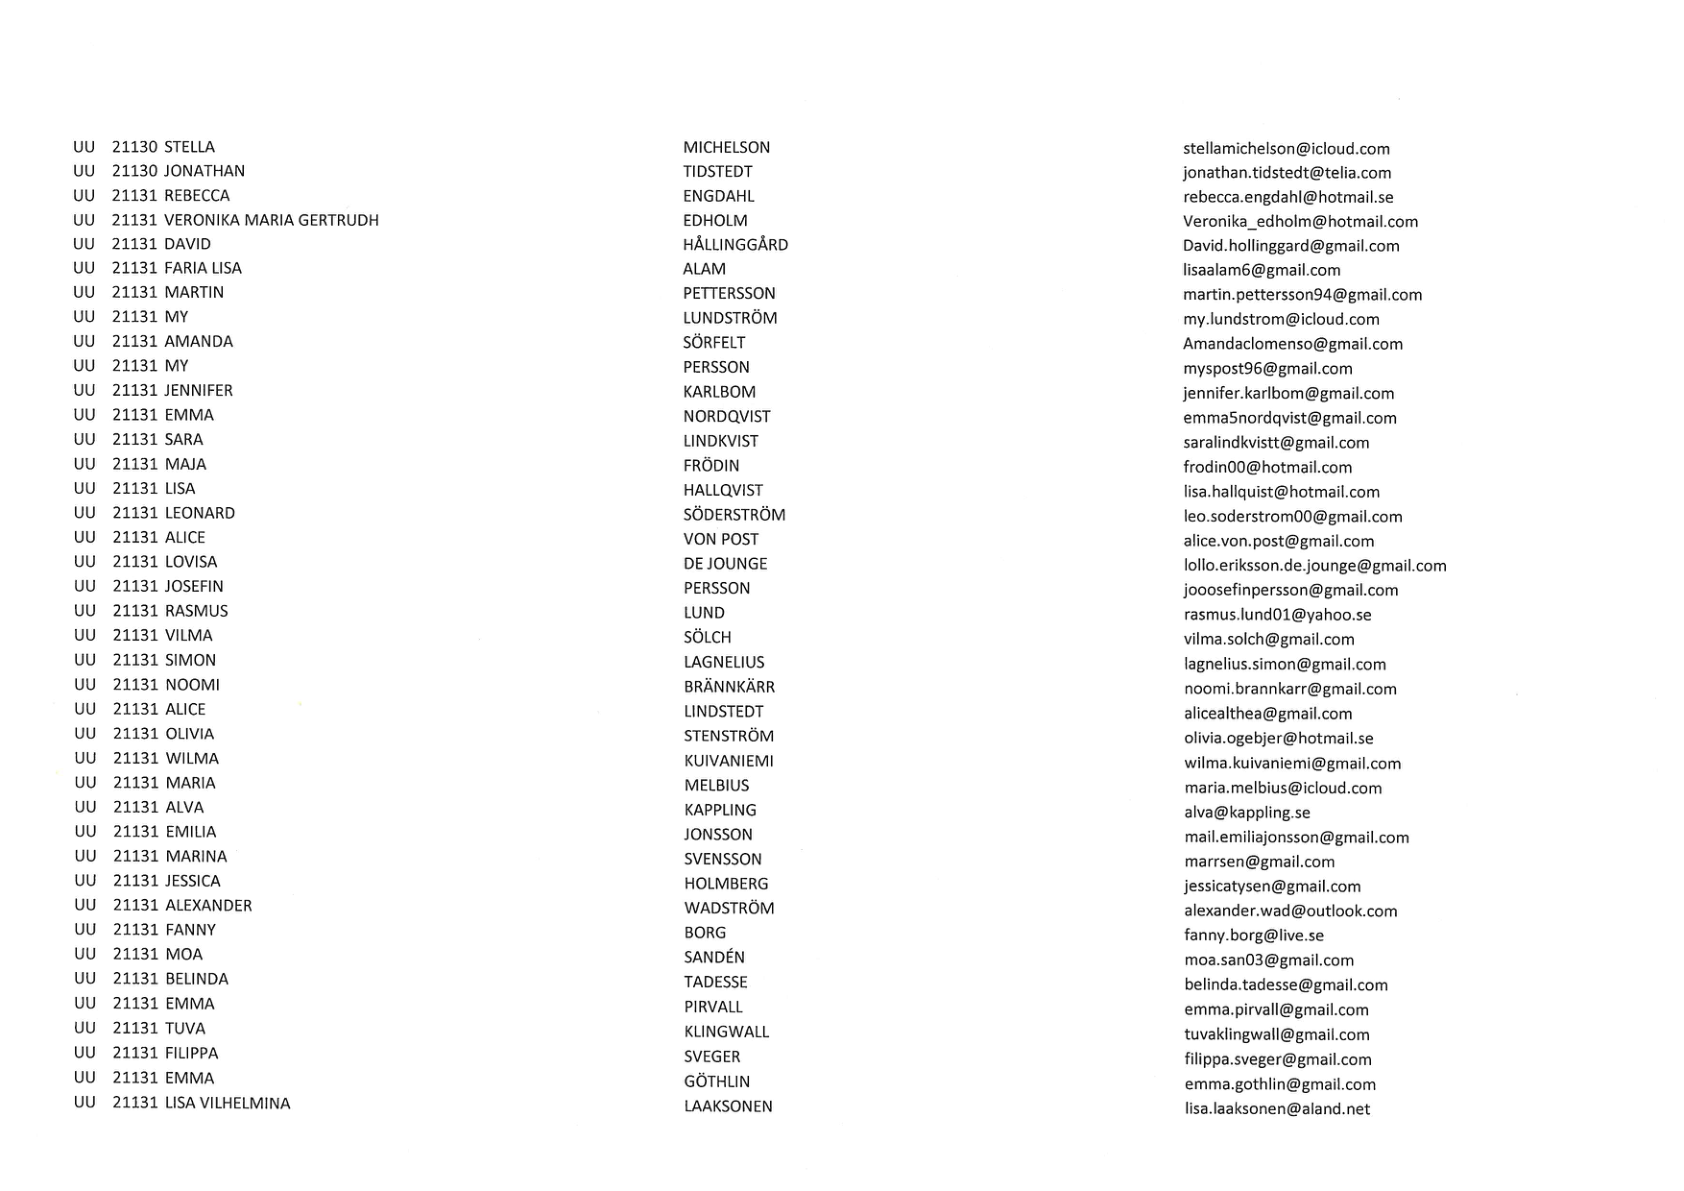 UU 21130 STELLA MICHELSON stellamichelson@icloud.com
UU 21130 JONATHAN TIDSTEDT jonathan.tidstedt@telia.com
UU 21131 REBECCA ENGDAHL rebecca.engdahl@hotmail.se
UU 21131 VERONIKA MARIA GERTRUDH EDHOLM Veronika_edholm@hotmail.com
UU 21131 DAVID HÅLLINGGÅRD David.hollinggard@gmail.com
UU 21131 FARIA LISA ALAM lisaalam6@gmail.com
UU 21131 MARTIN PETTERSSON martin.pettersson94@gmail.com
UU 21131 MY LUNDSTRÖM my.lundstrom@icloud.com
UU 21131 AMANDA SÖRFELT Amandaclomenso@gmail.com
UU 21131 MY PERSSON myspost96@gmail.com
UU 21131 JENNIFER KARLBOM jennifer.karlbom@gmail.com
UU 21131 EMMA NORDQVIST emma5nordqvist@gmail.com
UU 21131 SARA LINDKVIST saralindkvistt@gmail.com
UU 21131 MAJA FRÖDIN frodin00@hotmail.com
UU 21131 LISA HALLQVIST lisa.hallquist@hotmail.com
UU 21131 LEONARD SÖDERSTRÖM leo.soderstrom00@gmail.com
UU 21131 ALICE VON POST alice.von.post@gmail.com
UU 21131 LOVISA DE JOUNGE lollo.eriksson.de.jounge@gmail.com
UU 21131 JOSEFIN PERSSON jooosefinpersson@gmail.com
UU 21131 RASMUS LUND rasmus.lund01@yahoo.se
UU 21131 VILMA SÖLCH vilma.solch@gmail.com
UU 21131 SIMON LAGNELIUS lagnelius.simon@gmail.com
UU 21131 NOOMI BRÄNNKÄRR noomi.brannkarr@gmail.com
UU 21131 ALICE LINDSTEDT alicealthea@gmail.com
UU 21131 OLIVIA STENSTRÖM olivia.ogebjer@hotmail.se
UU 21131 WILMA KUIVANIEMI wilma.kuivaniemi@gmail.com
UU 21131 MARIA MELBIUS maria.melbius@icloud.com
UU 21131 ALVA KAPPLING alva@kappling.se
UU 21131 EMILIA JONSSON mail.emiliajonsson@gmail.com
UU 21131 MARINA SVENSSON marrsen@gmail.com
UU 21131 JESSICA HOLMBERG jessicatysen@gmail.com
UU 21131 ALEXANDER WADSTRÖM alexander.wad@outlook.com
UU 21131 FANNY BORG fanny.borg@live.se
UU 21131 MOA SANDÉN moa.san03@gmail.com
UU 21131 BELINDA TADESSE belinda.tadesse@gmail.com
UU 21131 EMMA PIRVALL emma.pirvall@gmail.com
UU 21131 TUVA KLINGWALL tuvaklingwall@gmail.com
UU 21131 FILIPPA SVEGER filippa.sveger@gmail.com
UU 21131 EMMA GÖTHLIN emma.gothlin@gmail.com
UU 21131 LISA VILHELMINA LAAKSONEN lisa.laaksonen@aland.net